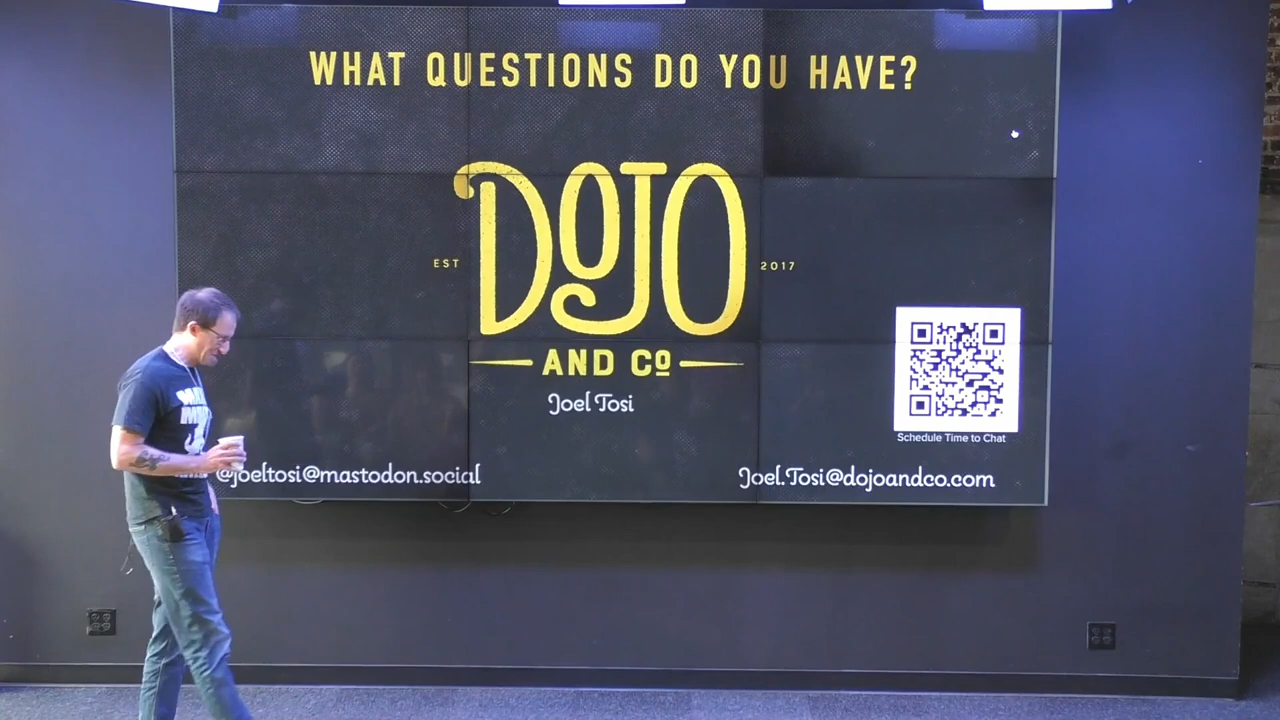 WHAT QUESTIONS DO YOU HAVE?
DOJO
EST 2017
AND CO
Joel Tosi
Schedule Time to Chat
@joeltosi@mastodon.social
Joel.Tosi@dojoandco.com